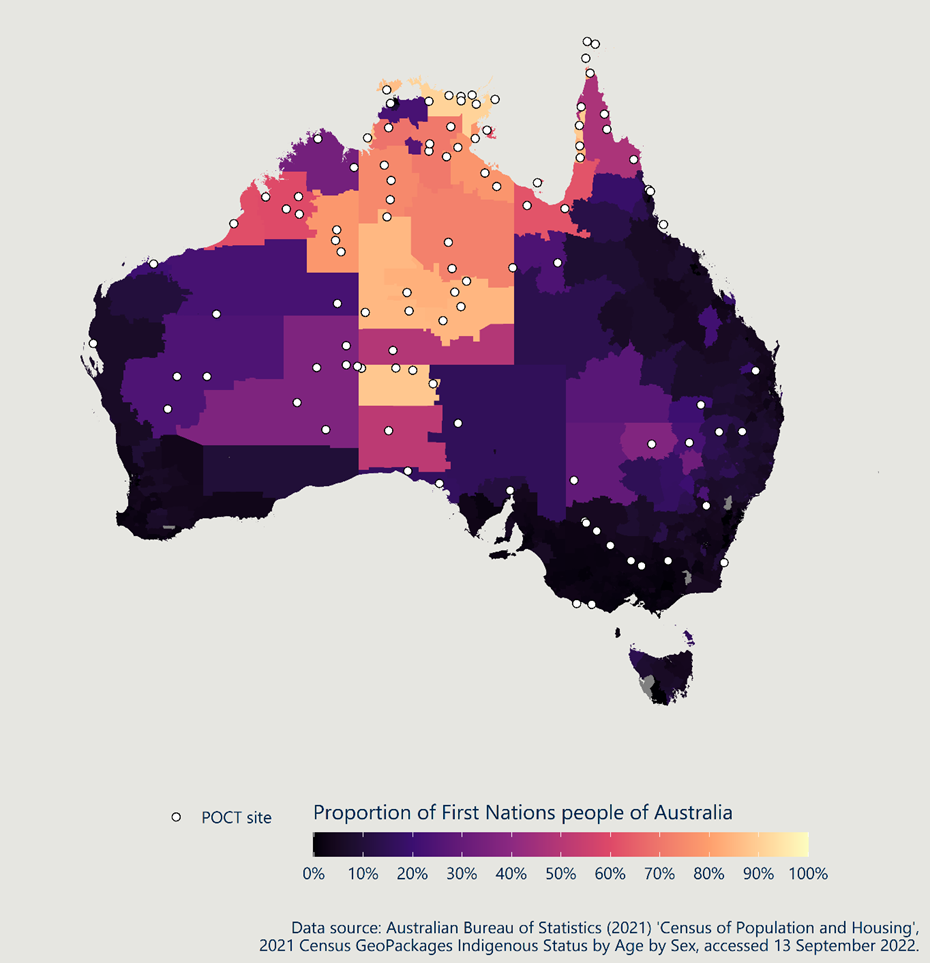 POCT site
Proportion of First Nations people of Australia
0% 10% 20% 30% 40% 50% 60% 70% 80% 90% 100%
Data source: Australian Bureau of Statistics (2021) 'Census of Population and Housing',
2021 Census GeoPackages Indigenous Status by Age by Sex, accessed 13 September 2022.